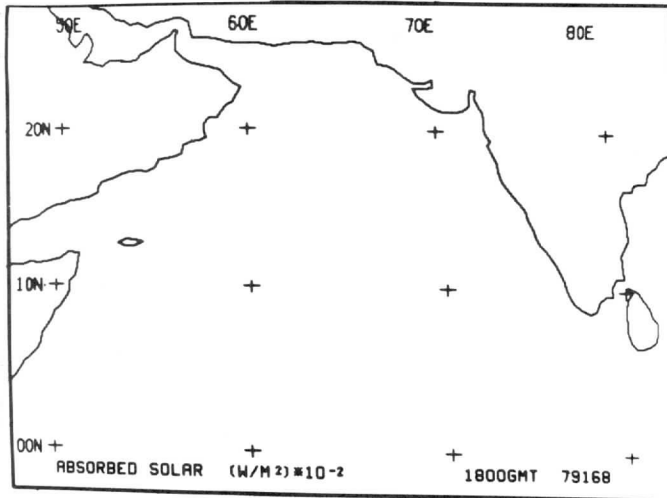 50E 60E 70E 80E
20N
10N
00N
ABSORBED SOLAR (W/M²)*10⁻² 1800GMT 79168